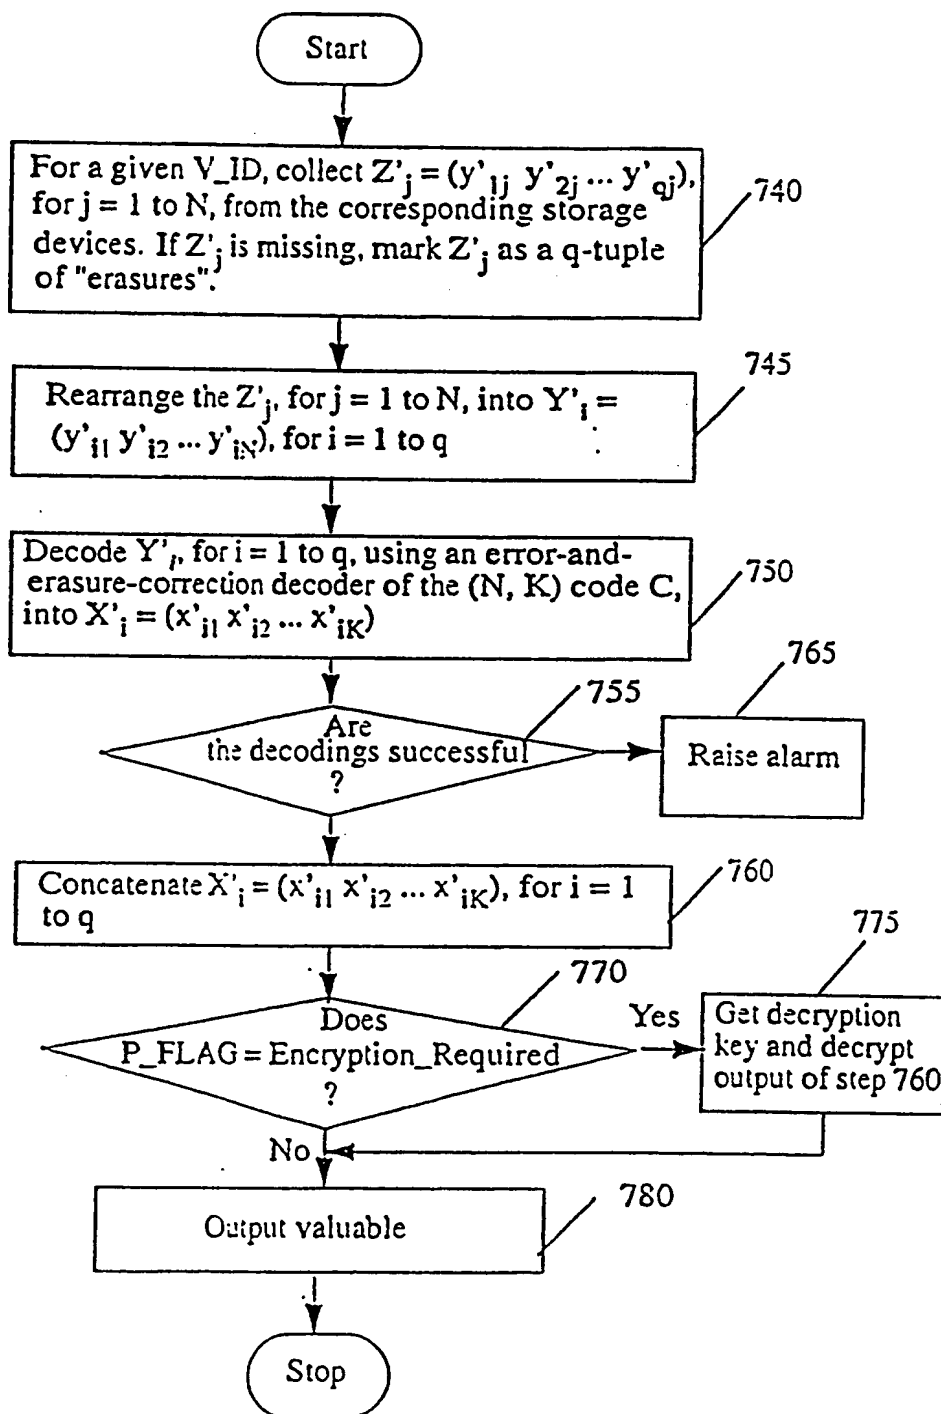 Start
For a given V_ID, collect Z'j = (y'1j y'2j ... y'qj),
for j = 1 to N, from the corresponding storage
devices. If Z'j is missing, mark Z'j as a q-tuple
of "erasures".
740
745
Rearrange the Z'j, for j = 1 to N, into Y'i =
(y'i1 y'i2 ... y'iN), for i = 1 to q
Decode Y'i, for i = 1 to q, using an error-and-
erasure-correction decoder of the (N, K) code C,
into X'i = (x'i1 x'i2 ... x'iK)
750
755
Are
the decodings successful
?
765
Raise alarm
Concatenate X'i = (x'i1 x'i2 ... x'iK), for i = 1
to q
760
770
Does
P_FLAG = Encryption_Required
?
Yes
775
Get decryption
key and decrypt
output of step 760
No
Output valuable
780
Stop